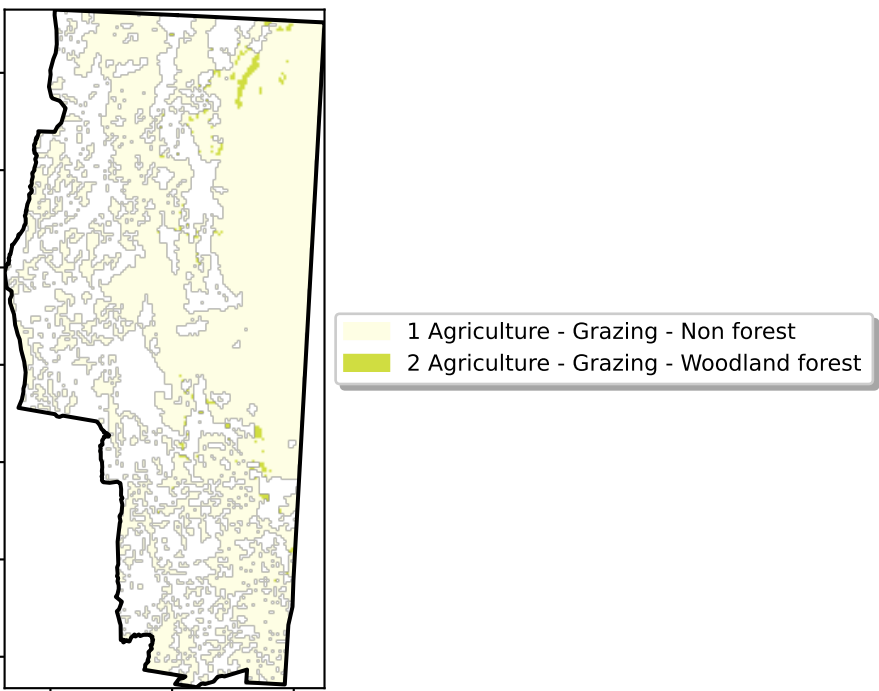 1 Agriculture - Grazing - Non forest
2 Agriculture - Grazing - Woodland forest